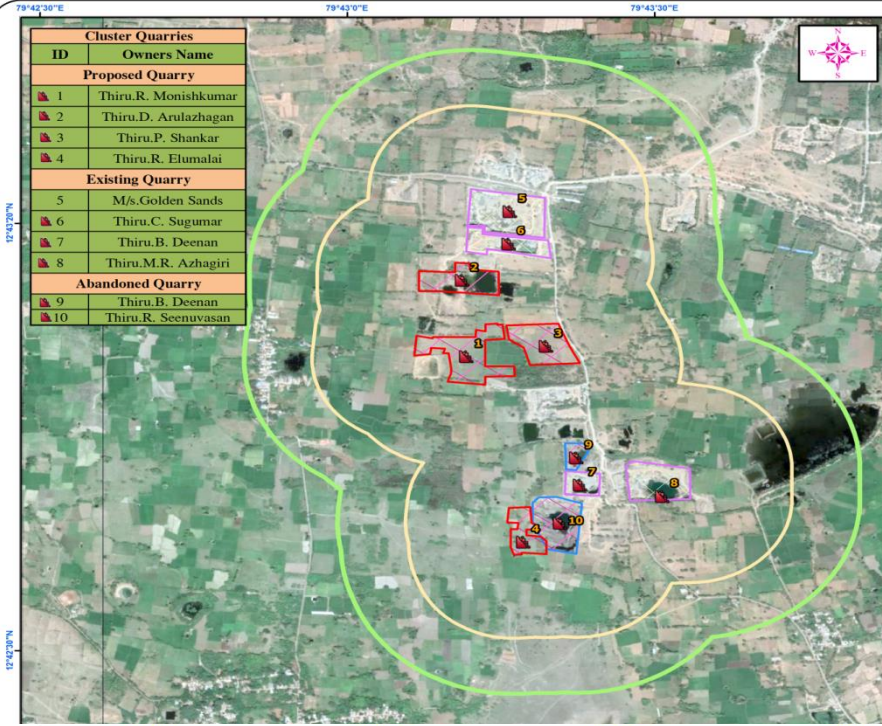 79°42'30"E 79°43'0"E 79°43'30"E
Cluster Quarries
ID Owners Name
Proposed Quarry
1 Thiru.R. Monishkumar
2 Thiru.D. Arulazhagan
3 Thiru.P. Shankar
4 Thiru.R. Elumalai
Existing Quarry
5 M/s.Golden Sands
6 Thiru.C. Sugumar
7 Thiru.B. Deenan
8 Thiru.M.R. Azhagiri
Abandoned Quarry
9 Thiru.B. Deenan
10 Thiru.R. Seenuvasan
N
W E
S
12°43'20"N
12°42'30"N
5
6
2
1
3
9
7
8
10
4